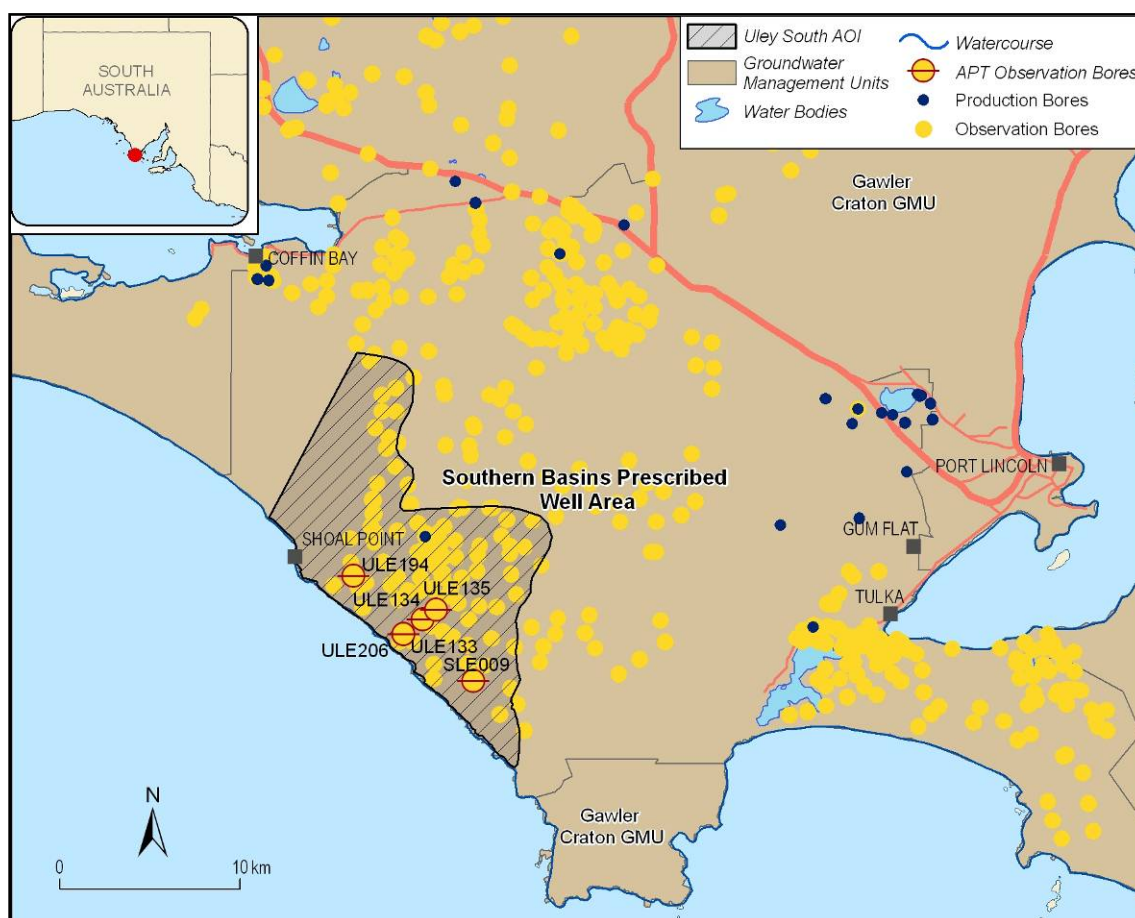 SOUTH
AUSTRALIA
Uley South AOI
Groundwater
Management Units
Water Bodies
Watercourse
APT Observation Bores
Production Bores
Observation Bores
Gawler
Craton GMU
COFFIN BAY
Southern Basins Prescribed
Well Area
PORT LINCOLN
SHOAL POINT
GUM FLAT
ULE194
ULE135
ULE134
TULKA
ULE206
ULE133
SLE009
Gawler
Craton GMU
N
0
10 km